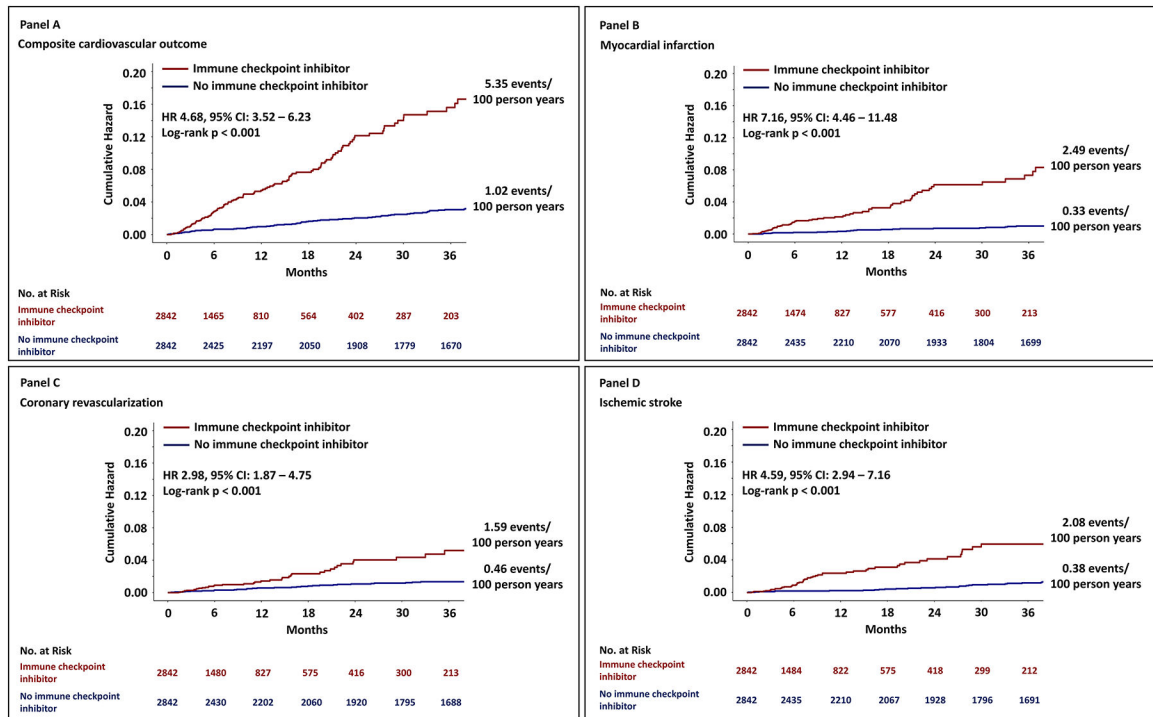 Panel A
Composite cardiovascular outcome
Immune checkpoint inhibitor
No immune checkpoint inhibitor
HR 4.68, 95% CI: 3.52 – 6.23
Log-rank p < 0.001
5.35 events/
100 person years
1.02 events/
100 person years
Cumulative Hazard
0.20
0.16
0.12
0.08
0.04
0.00
0 6 12 18 24 30 36
Months
No. at Risk
Immune checkpoint
inhibitor
2842 1465 810 564 402 287 203
No immune checkpoint
inhibitor
2842 2425 2197 2050 1908 1779 1670
Panel B
Myocardial infarction
Immune checkpoint inhibitor
No immune checkpoint inhibitor
HR 7.16, 95% CI: 4.46 – 11.48
Log-rank p < 0.001
2.49 events/
100 person years
0.33 events/
100 person years
Cumulative Hazard
0.20
0.16
0.12
0.08
0.04
0.00
0 6 12 18 24 30 36
Months
No. at Risk
Immune checkpoint
inhibitor
2842 1474 827 577 416 300 213
No immune checkpoint
inhibitor
2842 2435 2210 2070 1933 1804 1699
Panel C
Coronary revascularization
Immune checkpoint inhibitor
No immune checkpoint inhibitor
HR 2.98, 95% CI: 1.87 – 4.75
Log-rank p < 0.001
1.59 events/
100 person years
0.46 events/
100 person years
Cumulative Hazard
0.20
0.16
0.12
0.08
0.04
0.00
0 6 12 18 24 30 36
Months
No. at Risk
Immune checkpoint
inhibitor
2842 1480 827 575 416 300 213
No immune checkpoint
inhibitor
2842 2430 2202 2060 1920 1795 1688
Panel D
Ischemic stroke
Immune checkpoint inhibitor
No immune checkpoint inhibitor
HR 4.59, 95% CI: 2.94 – 7.16
Log-rank p < 0.001
2.08 events/
100 person years
0.38 events/
100 person years
Cumulative Hazard
0.20
0.16
0.12
0.08
0.04
0.00
0 6 12 18 24 30 36
Months
No. at Risk
Immune checkpoint
inhibitor
2842 1484 822 575 418 299 212
No immune checkpoint
inhibitor
2842 2435 2210 2067 1928 1796 1691